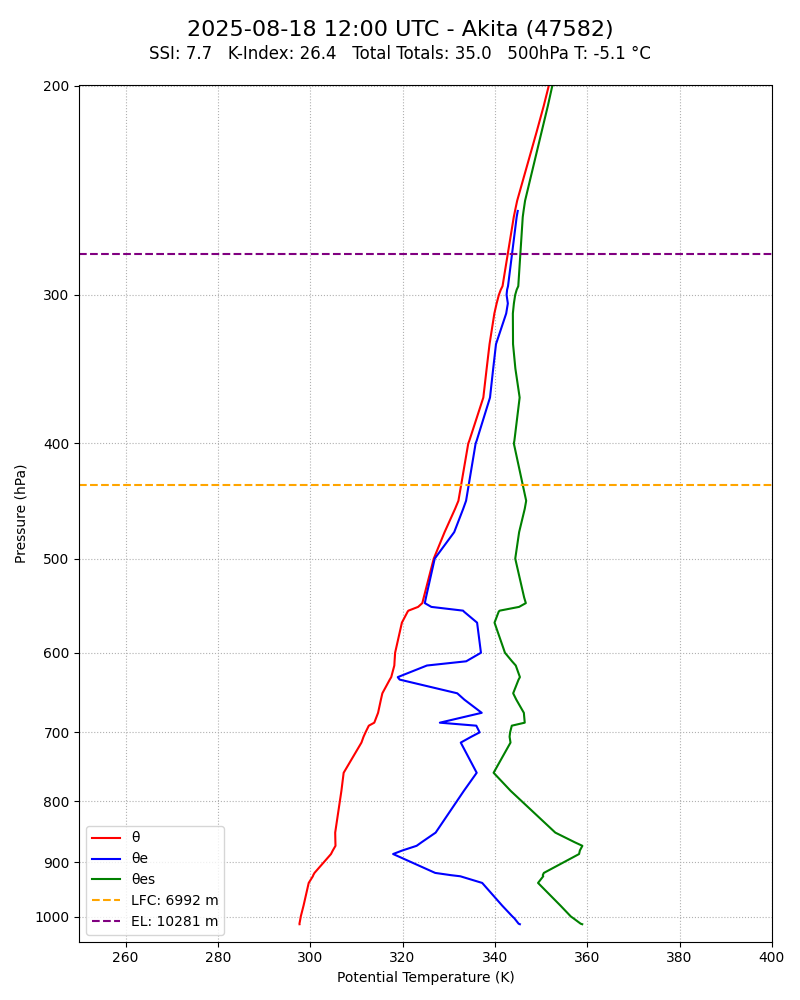 2025-08-18 12:00 UTC - Akita (47582)
SSI: 7.7   K-Index: 26.4   Total Totals: 35.0   500hPa T: -5.1 °C
200
300
400
500
600
700
800
900
1000
Pressure (hPa)
θ
θe
θes
LFC: 6992 m
EL: 10281 m
260
280
300
320
340
360
380
400
Potential Temperature (K)